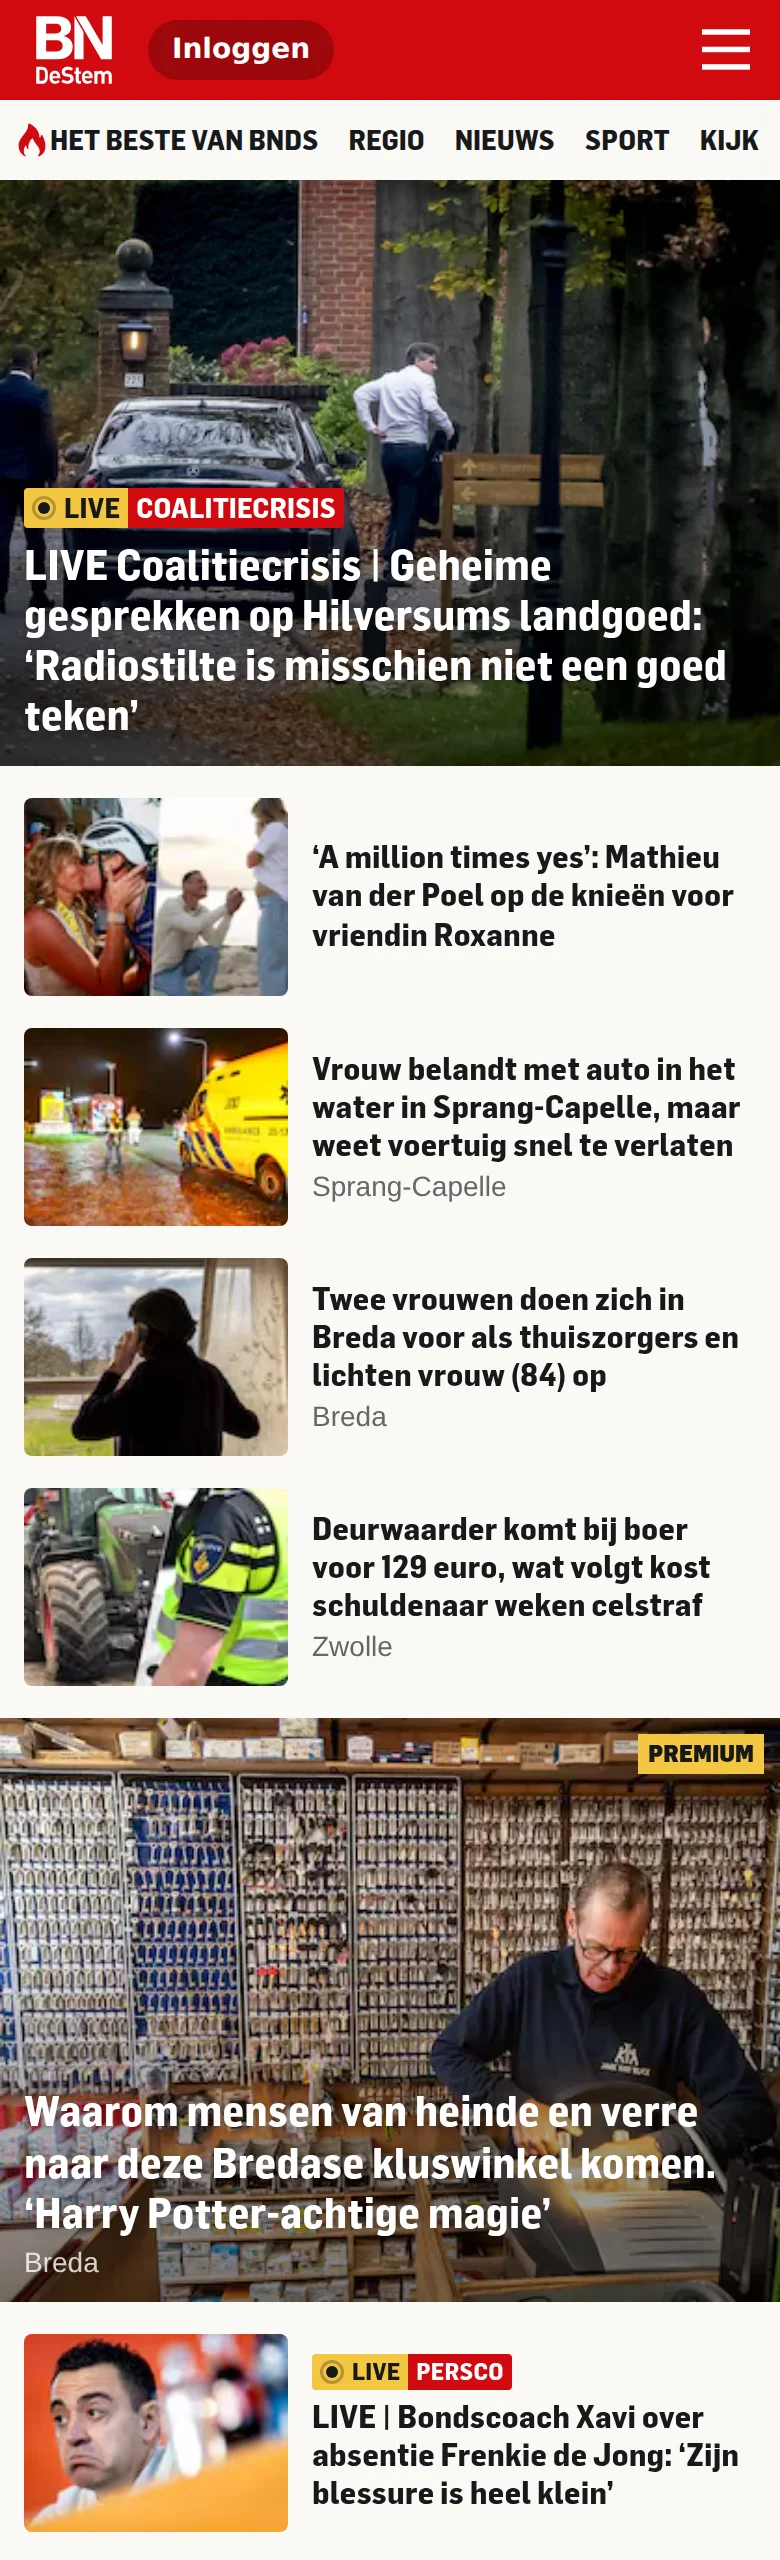 BN
DeStem
Inloggen
HET BESTE VAN BNDS
REGIO
NIEUWS
SPORT
KIJK
LIVE COALITIECRISIS
LIVE Coalitiecrisis | Geheime
gesprekken op Hilversums landgoed:
‘Radiostilte is misschien niet een goed
teken’
‘A million times yes’: Mathieu
van der Poel op de knieën voor
vriendin Roxanne
Vrouw belandt met auto in het
water in Sprang-Capelle, maar
weet voertuig snel te verlaten
Sprang-Capelle
Twee vrouwen doen zich in
Breda voor als thuiszorgers en
lichten vrouw (84) op
Breda
Deurwaarder komt bij boer
voor 129 euro, wat volgt kost
schuldenaar weken celstraf
Zwolle
PREMIUM
Waarom mensen van heinde en verre
naar deze Bredase kluswinkel komen.
‘Harry Potter-achtige magie’
Breda
LIVE PERSCO
LIVE | Bondscoach Xavi over
absentie Frenkie de Jong: ‘Zijn
blessure is heel klein’